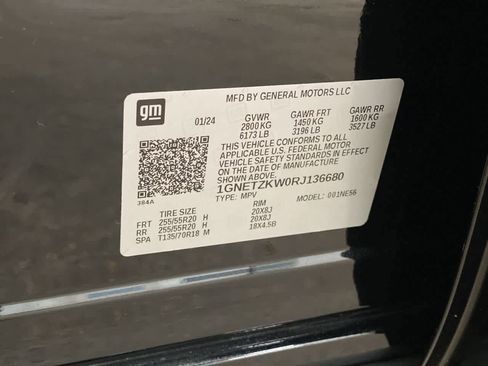 MFD BY GENERAL MOTORS LLC
gm
01/24 GVWR GAWR FRT GAWR RR
2800 KG 1450 KG 1600 KG
6173 LB 3196 LB 3527 LB
THIS VEHICLE CONFORMS TO ALL
APPLICABLE U.S. FEDERAL MOTOR
VEHICLE SAFETY STANDARDS IN EFFECT
ON THE DATE OF MANUFACTURE
SHOWN ABOVE.
1GNETZKW0RJ136680
TYPE: MPV MODEL: 001NE56
J84A
TIRE SIZE RIM
FRT 255/55R20 H 20X8J
RR 255/55R20 H 20X8J
SPA T135/70R18 M 18X4.5B